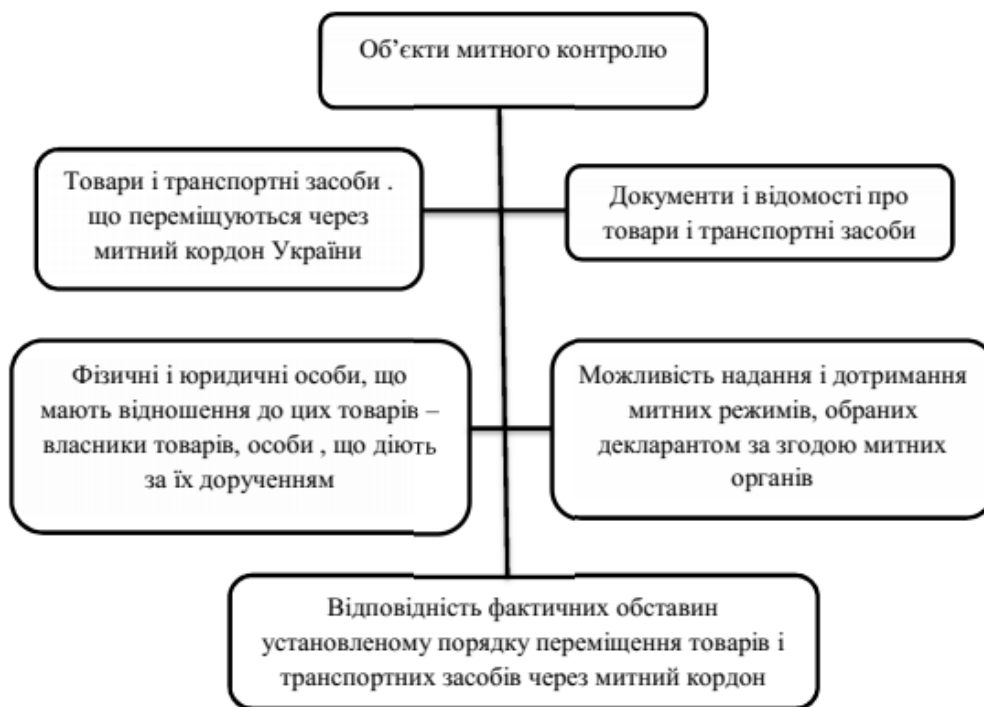 Об’єкти митного контролю
Товари і транспортні засоби .
що переміщуються через
митний кордон України
Документи і відомості про
товари і транспортні засоби
Фізичні і юридичні особи, що
мають відношення до цих товарів –
власники товарів, особи , що діють
за їх дорученням
Можливість надання і дотримання
митних режимів, обраних
декларантом за згодою митних
органів
Відповідність фактичних обставин
установленому порядку переміщення товарів і
транспортних засобів через митний кордон